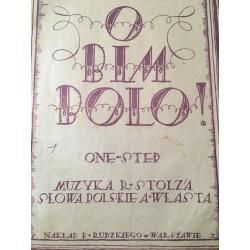 O
BIM
BOLO!
ONE-STEP
MUZYKA R. STOLZ'A
SŁOWA POLSKIE A. WŁASTA
NAKŁAD R. RUDZKIEGO w WARSZAWIE